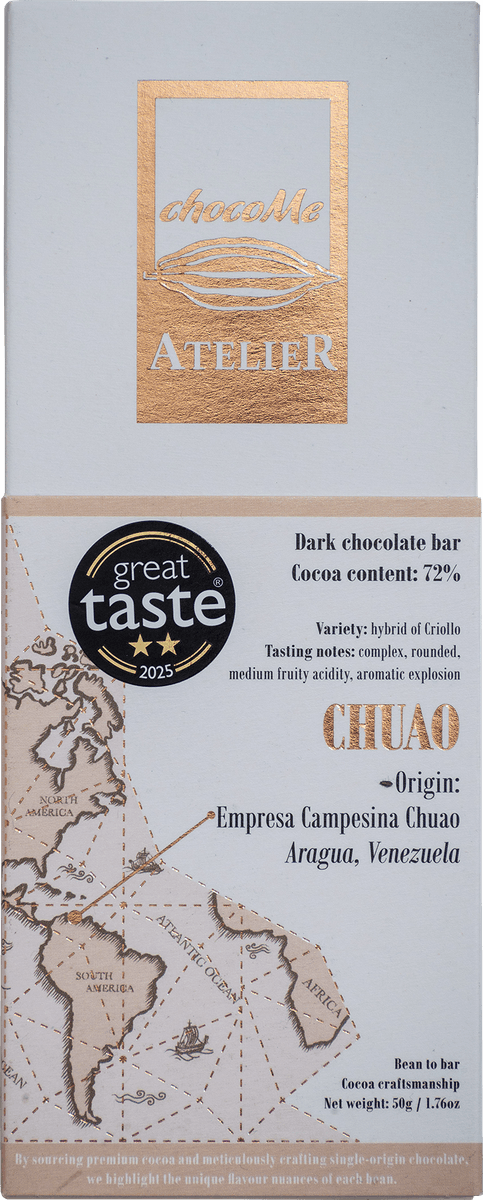 chocoMe
ATELIER
great
taste®
2025
Dark chocolate bar
Cocoa content: 72%
Variety: hybrid of Criollo
Tasting notes: complex, rounded,
medium fruity acidity, aromatic explosion
CHUAO
Origin:
Empresa Campesina Chuao
Aragua, Venezuela
NORTH
AMERICA
ATLANTIC OCEAN
SOUTH
AMERICA
AFRICA
EAN
Bean to bar
Cocoa craftsmanship
Net weight: 50g / 1.76oz
By sourcing premium cocoa and meticulously crafting single-origin chocolate,
we highlight the unique flavour nuances of each bean.